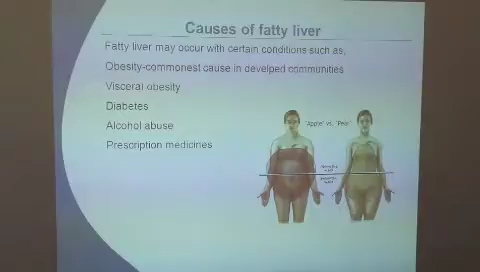 Causes of fatty liver
Fatty liver may occur with certain conditions such as,
Obesity-commonest cause in develped communities
Visceral obesity
Diabetes
Alcohol abuse
Prescription medicines
"Apple" vs. "Pear"